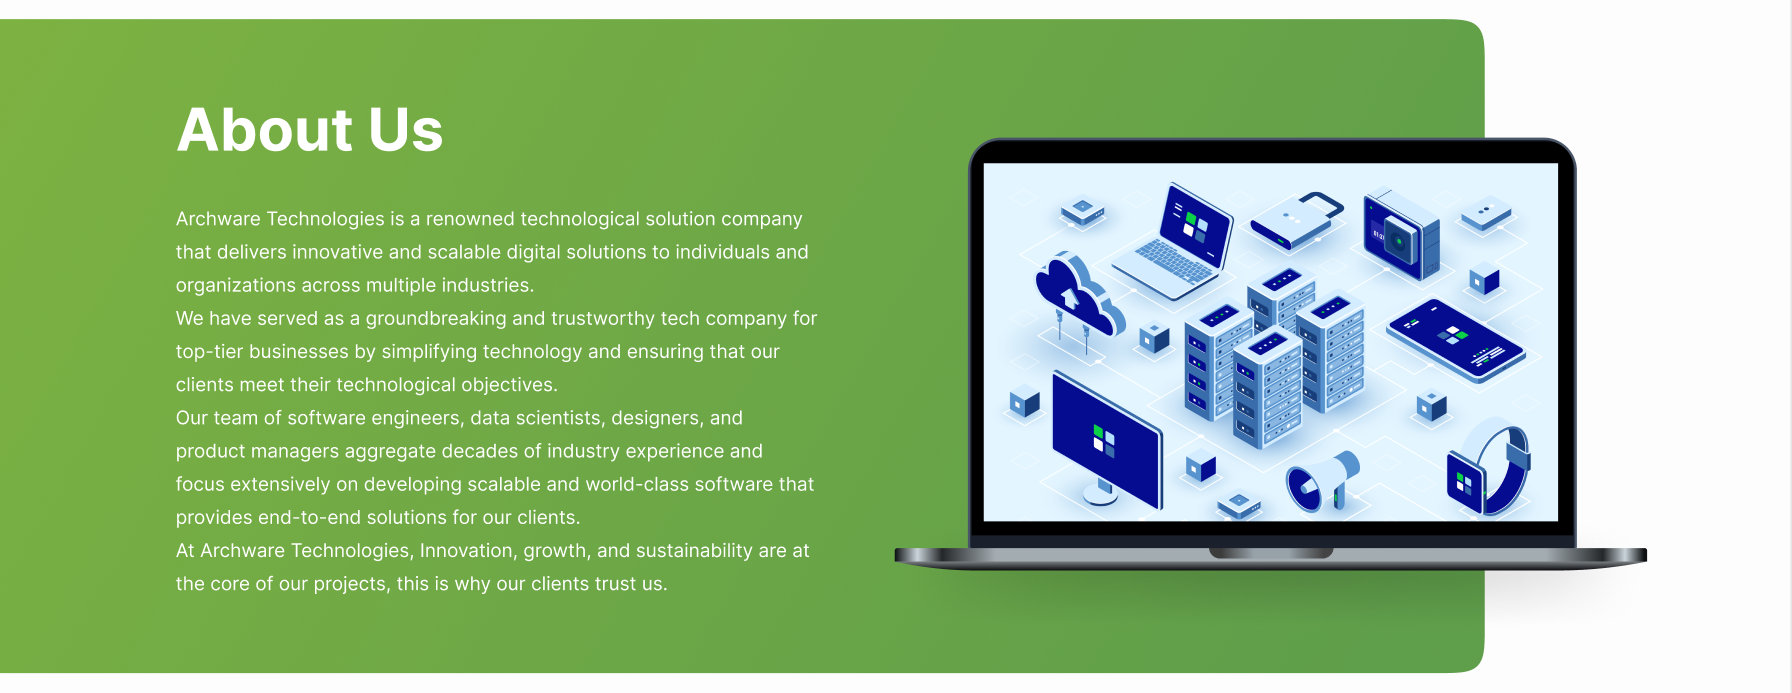 About Us
Archware Technologies is a renowned technological solution company
that delivers innovative and scalable digital solutions to individuals and
organizations across multiple industries.
We have served as a groundbreaking and trustworthy tech company for
top-tier businesses by simplifying technology and ensuring that our
clients meet their technological objectives.
Our team of software engineers, data scientists, designers, and
product managers aggregate decades of industry experience and
focus extensively on developing scalable and world-class software that
provides end-to-end solutions for our clients.
At Archware Technologies, Innovation, growth, and sustainability are at
the core of our projects, this is why our clients trust us.